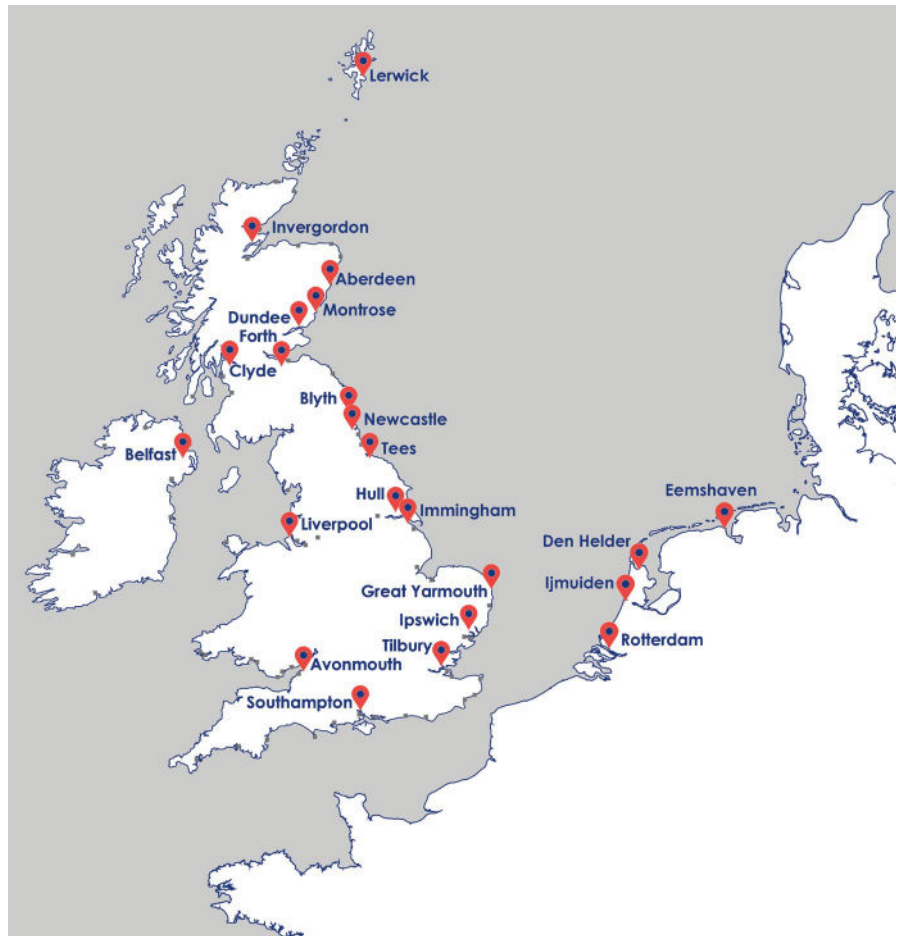 Lerwick
Invergordon
Aberdeen
Montrose
Dundee
Forth
Clyde
Blyth
Newcastle
Belfast
Tees
Hull
Immingham
Eemshaven
Liverpool
Den Helder
Great Yarmouth
Ijmuiden
Ipswich
Tilbury
Rotterdam
Avonmouth
Southampton